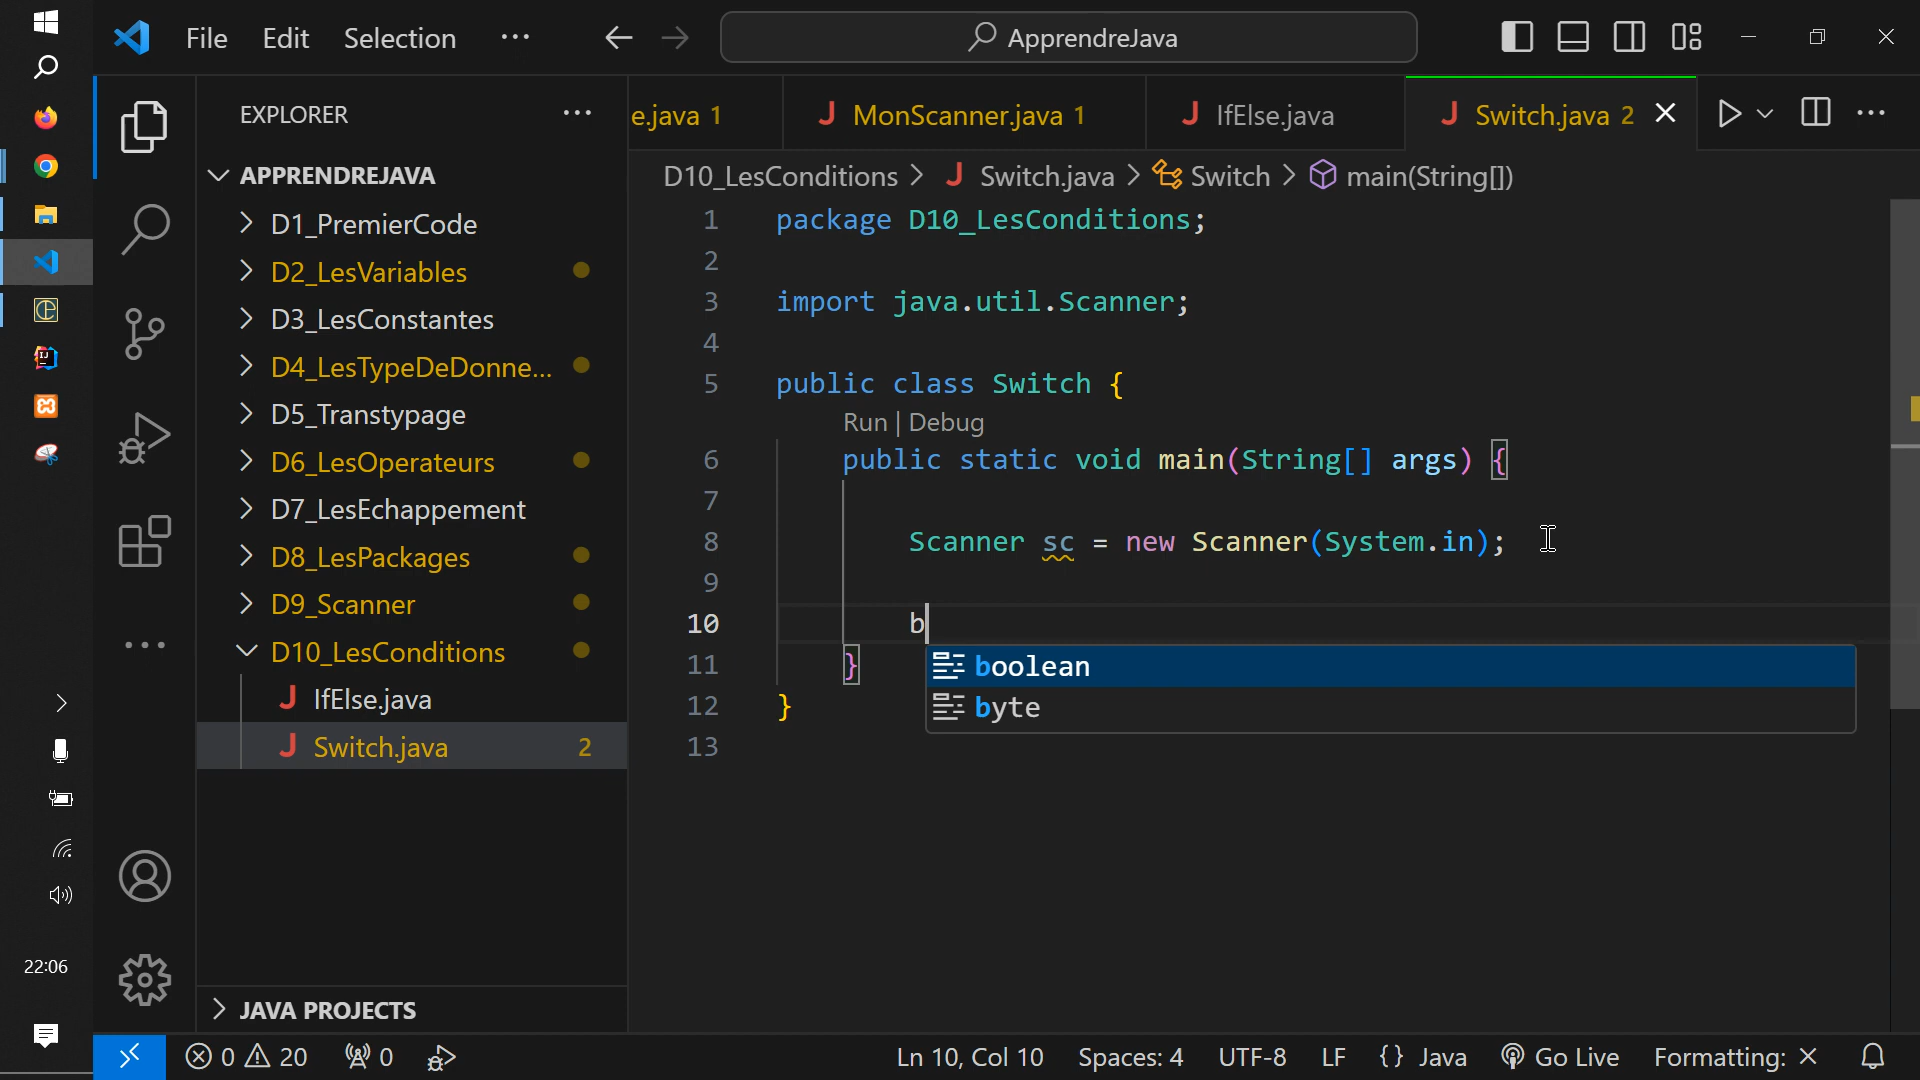 File Edit Selection ···
ApprendreJava
EXPLORER ···
e.java 1
MonScanner.java 1
IfElse.java
Switch.java 2
APPRENDREJAVA
D10_LesConditions > Switch.java > Switch > main(String[])
D1_PremierCode
D2_LesVariables
D3_LesConstantes
D4_LesTypeDeDonne...
D5_Transtypage
D6_LesOperateurs
D7_LesEchappement
D8_LesPackages
D9_Scanner
D10_LesConditions
IfElse.java
Switch.java 2
JAVA PROJECTS
1 package D10_LesConditions;
2
3 import java.util.Scanner;
4
5 public class Switch {
Run | Debug
6 public static void main(String[] args) {
7
8 Scanner sc = new Scanner(System.in);
9
10 b
boolean
byte
11 }
12 }
13
22:06
0 20 0
Ln 10, Col 10 Spaces: 4 UTF-8 LF {} Java Go Live Formatting: ×